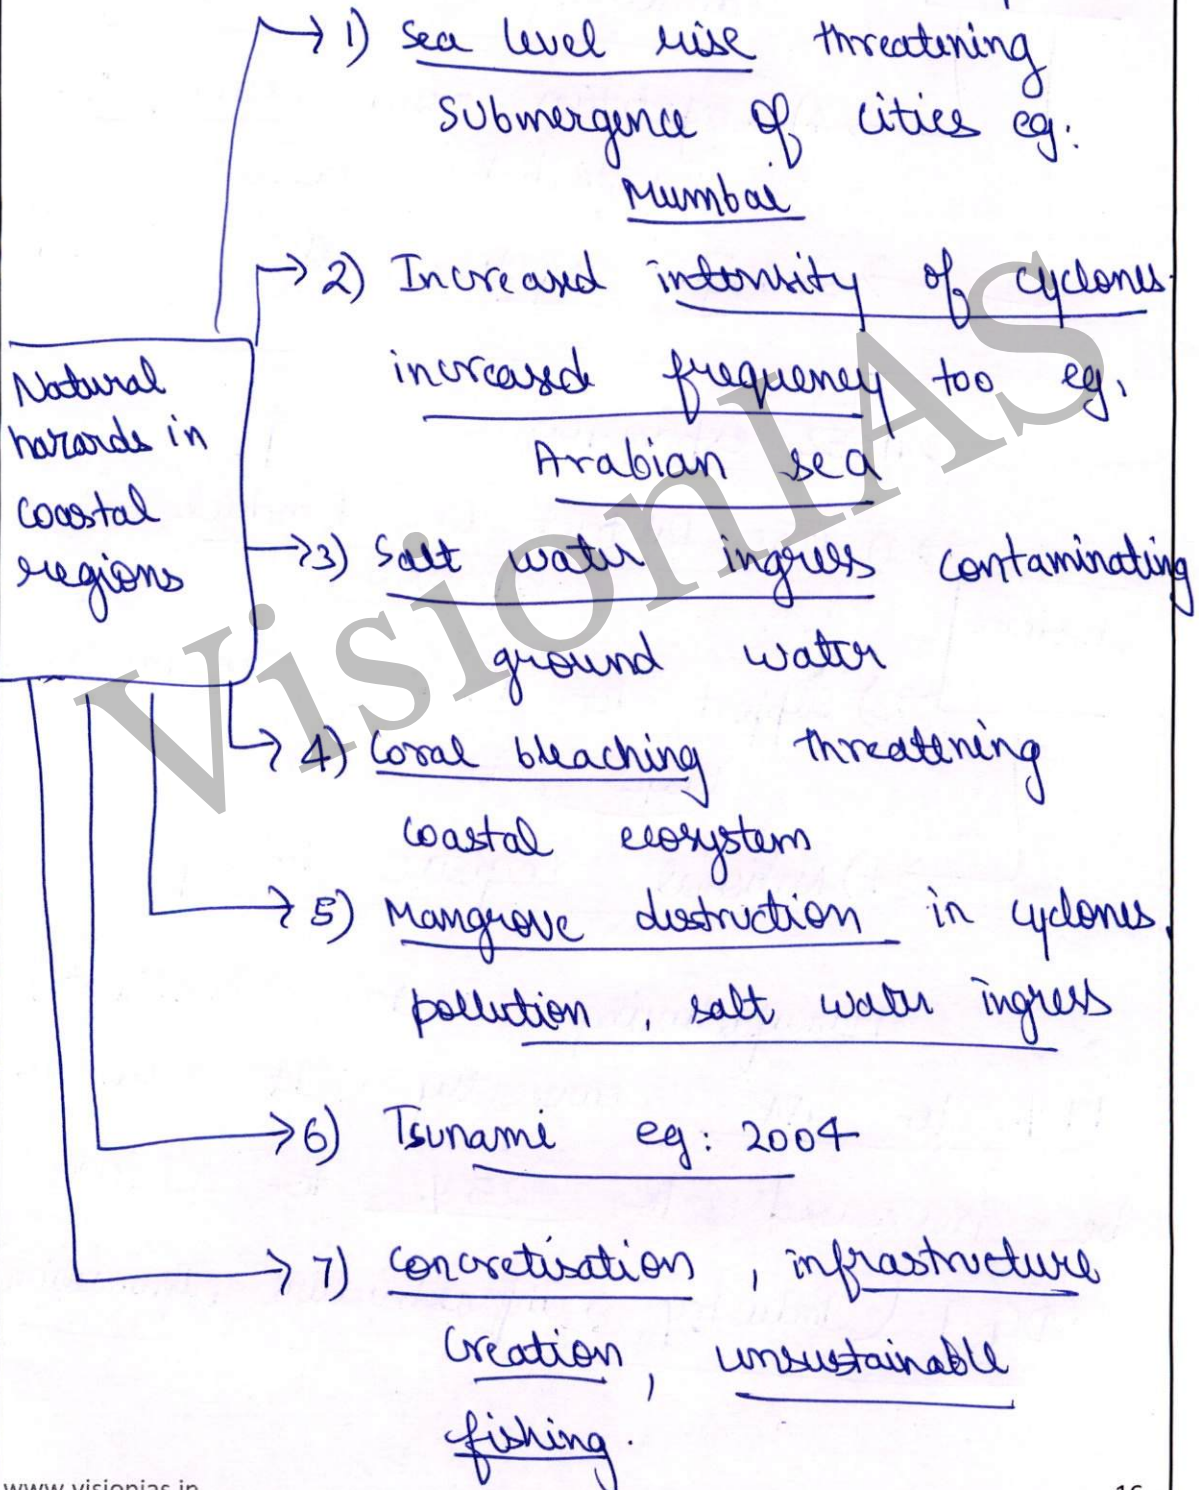 1) Sea level rise threatening
submergence of cities eg:
Mumbai
2) Increased intensity of cyclones.
increased frequency too eg.
Arabian sea
Natural
hazards in
coastal
regions
3) Salt water ingress contaminating
ground water
4) Coral bleaching threatening
coastal ecosystem
5) Mangrove destruction in cyclones,
pollution, salt water ingress
6) Tsunami eg: 2004
7) Concretisation, infrastructure
creation, unsustainable
fishing.
VisionIAS
www.visionias.in